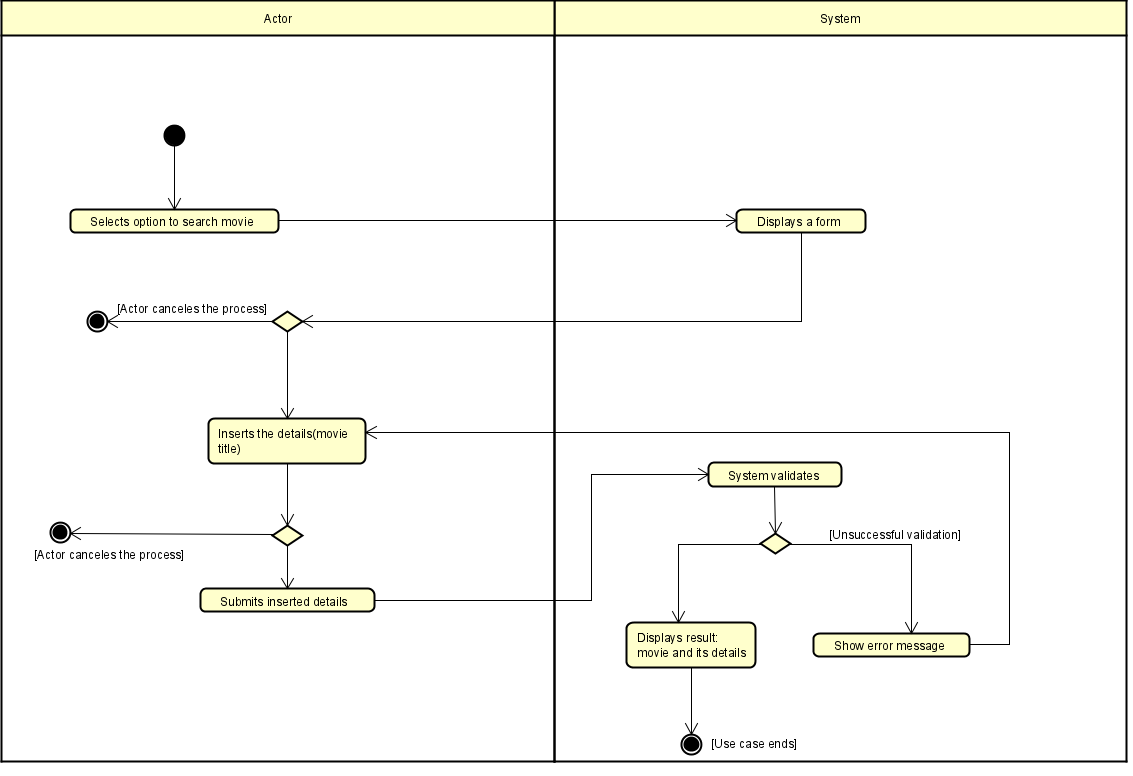 Actor
System
Selects option to search movie
Displays a form
[Actor canceles the process]
Inserts the details(movie
title)
System validates
[Unsuccessful validation]
[Actor canceles the process]
Submits inserted details
Displays result:
movie and its details
Show error message
[Use case ends]